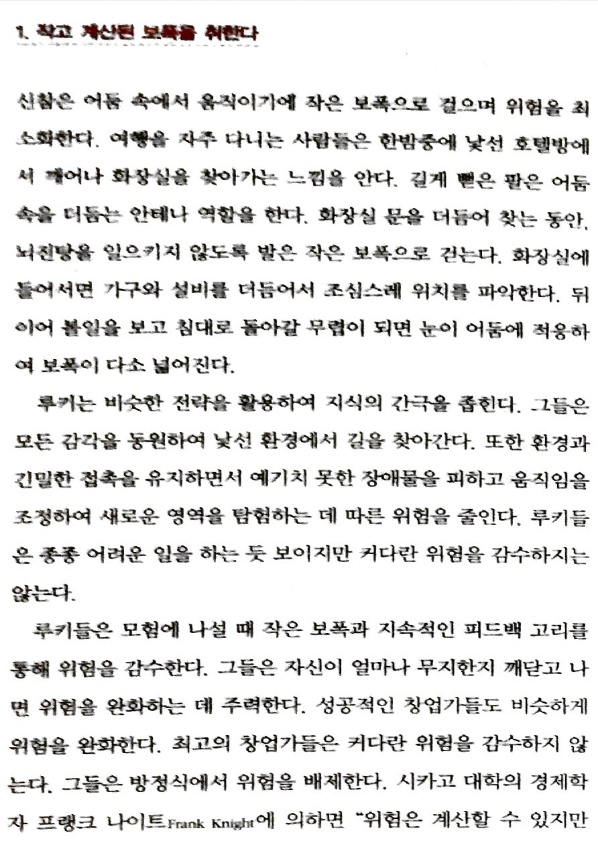 1. 작고 계산된 보폭을 취한다
신참은 어둠 속에서 움직이기에 작은 보폭으로 걸으며 위험을 최
소화한다. 여행을 자주 다니는 사람들은 한밤중에 낯선 호텔방에
서 깨어나 화장실을 찾아가는 느낌을 안다. 길게 뻗은 팔은 어둠
속을 더듬는 안테나 역할을 한다. 화장실 문을 더듬어 찾는 동안,
뇌진탕을 일으키지 않도록 발은 작은 보폭으로 걷는다. 화장실에
들어서면 가구와 설비를 더듬어서 조심스레 위치를 파악한다. 뒤
이어 볼일을 보고 침대로 돌아갈 무렵이 되면 눈이 어둠에 적응하
여 보폭이 다소 넓어진다.
루키는 비슷한 전략을 활용하여 지식의 간극을 좁힌다. 그들은
모든 감각을 동원하여 낯선 환경에서 길을 찾아간다. 또한 환경과
긴밀한 접촉을 유지하면서 예기치 못한 장애물을 피하고 움직임을
조정하여 새로운 영역을 탐험하는 데 따른 위험을 줄인다. 루키들
은 종종 어려운 일을 하는 듯 보이지만 커다란 위험을 감수하지는
않는다.
루키들은 모험에 나설 때 작은 보폭과 지속적인 피드백 고리를
통해 위험을 감수한다. 그들은 자신이 얼마나 무지한지 깨닫고 나
면 위험을 완화하는 데 주력한다. 성공적인 창업가들도 비슷하게
위험을 완화한다. 최고의 창업가들은 커다란 위험을 감수하지 않
는다. 그들은 방정식에서 위험을 배제한다. 시카고 대학의 경제학
자 프랭크 나이트Frank Knight에 의하면 “위험은 계산할 수 있지만